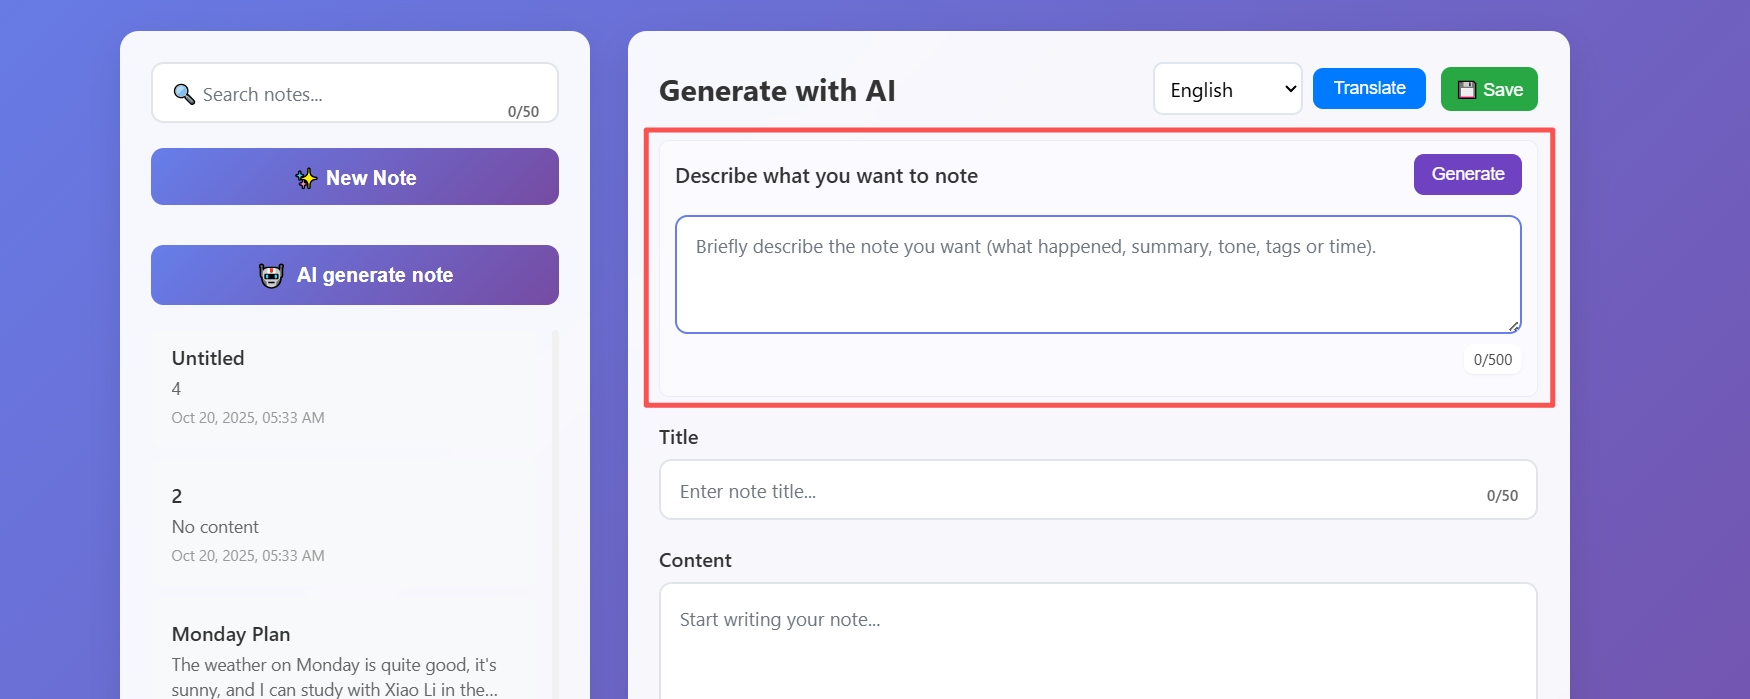 Search notes...
0/50
New Note
AI generate note
Untitled
4
Oct 20, 2025, 05:33 AM
2
No content
Oct 20, 2025, 05:33 AM
Monday Plan
The weather on Monday is quite good, it's
sunny, and I can study with Xiao Li in the...
Generate with AI
English
Translate
Save
Describe what you want to note
Generate
Briefly describe the note you want (what happened, summary, tone, tags or time).
0/500
Title
Enter note title...
0/50
Content
Start writing your note...